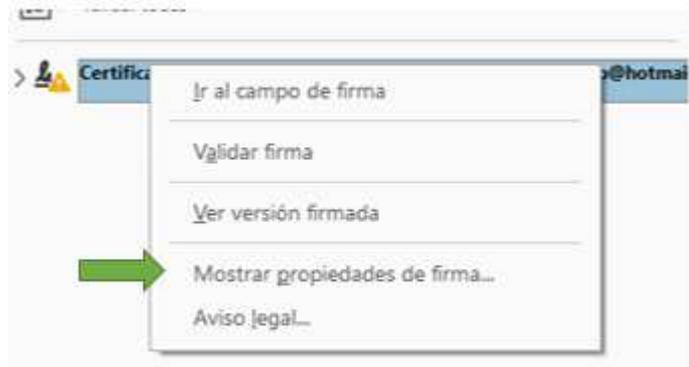 Certifica
@hotmai
Ir al campo de firma
Validar firma
Ver versión firmada
Mostrar propiedades de firma...
Aviso legal...